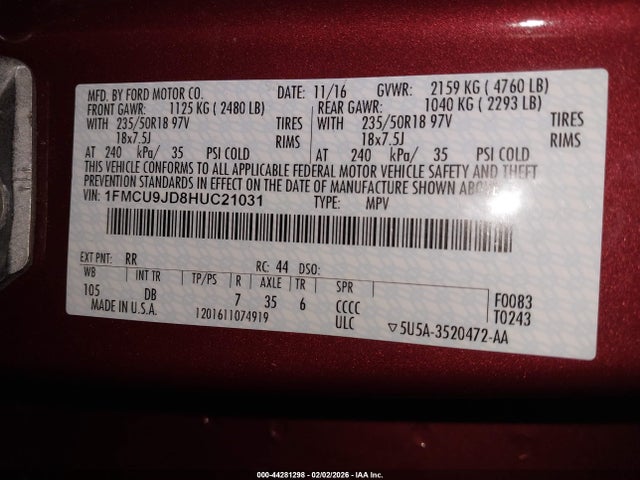 MFD. BY FORD MOTOR CO. DATE: 11/16 GVWR: 2159 KG ( 4760 LB)
FRONT GAWR: 1125 KG ( 2480 LB) REAR GAWR: 1040 KG ( 2293 LB)
WITH 235/50R18 97V TIRES WITH 235/50R18 97V TIRES
18x7.5J RIMS 18x7.5J RIMS
AT 240 kPa/ 35 PSI COLD AT 240 kPa/ 35 PSI COLD
THIS VEHICLE CONFORMS TO ALL APPLICABLE FEDERAL MOTOR VEHICLE SAFETY AND THEFT
PREVENTION STANDARDS IN EFFECT ON THE DATE OF MANUFACTURE SHOWN ABOVE.
VIN: 1FMCU9JD8HUC21031 TYPE: MPV
EXT PNT: RR RC: 44 DSO:
WB INT TR TP/PS R AXLE TR SPR
105 DB 7 35 6 CCCC F0083
MADE IN U.S.A. 1201611074919 ULC ▽5U5A-3520472-AA T0243
000-44281298 - 02/02/2026 - IAA Inc.